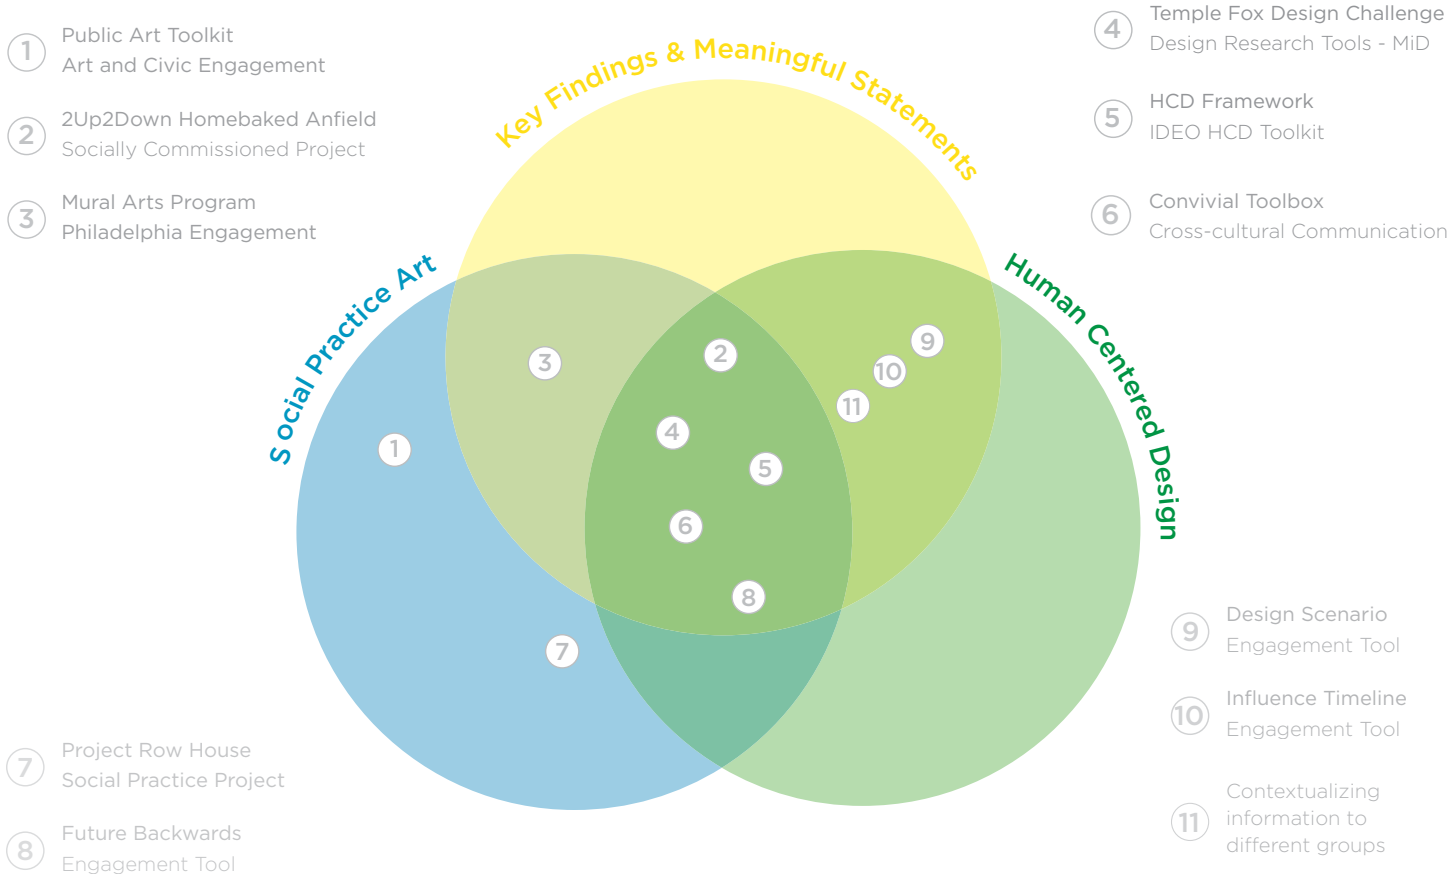 1
Public Art Toolkit
Art and Civic Engagement
2
2Up2Down Homebaked Anfield
Socially Commissioned Project
3
Mural Arts Program
Philadelphia Engagement
4
Temple Fox Design Challenge
Design Research Tools - MiD
5
HCD Framework
IDEO HCD Toolkit
6
Convivial Toolbox
Cross-cultural Communication
Key Findings & Meaningful Statements
Social Practice Art
Human Centered Design
3
2
9
10
11
1
4
5
6
8
7
7
Project Row House
Social Practice Project
8
Future Backwards
Engagement Tool
9
Design Scenario
Engagement Tool
10
Influence Timeline
Engagement Tool
11
Contextualizing
information to
different groups